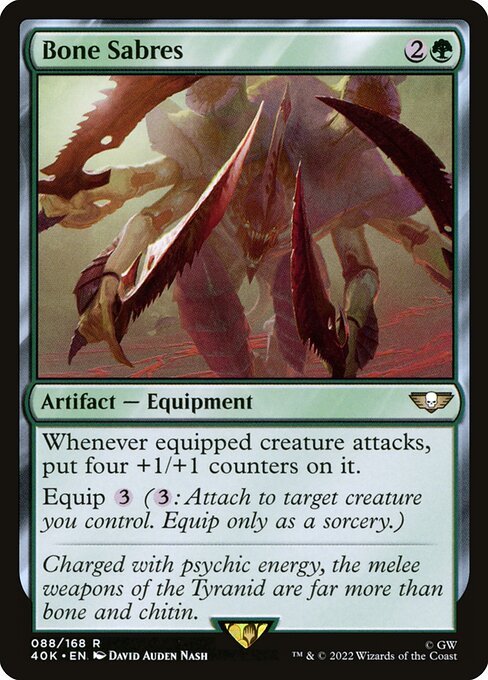 Bone Sabres 2
Artifact — Equipment
Whenever equipped creature attacks,
put four +1/+1 counters on it.
Equip 3 (3: Attach to target creature
you control. Equip only as a sorcery.)
Charged with psychic energy, the melee
weapons of the Tyranid are far more than
bone and chitin.
088/168 R
© GW
40K • EN DAVID AUDEN NASH
™ & © 2022 Wizards of the Coast